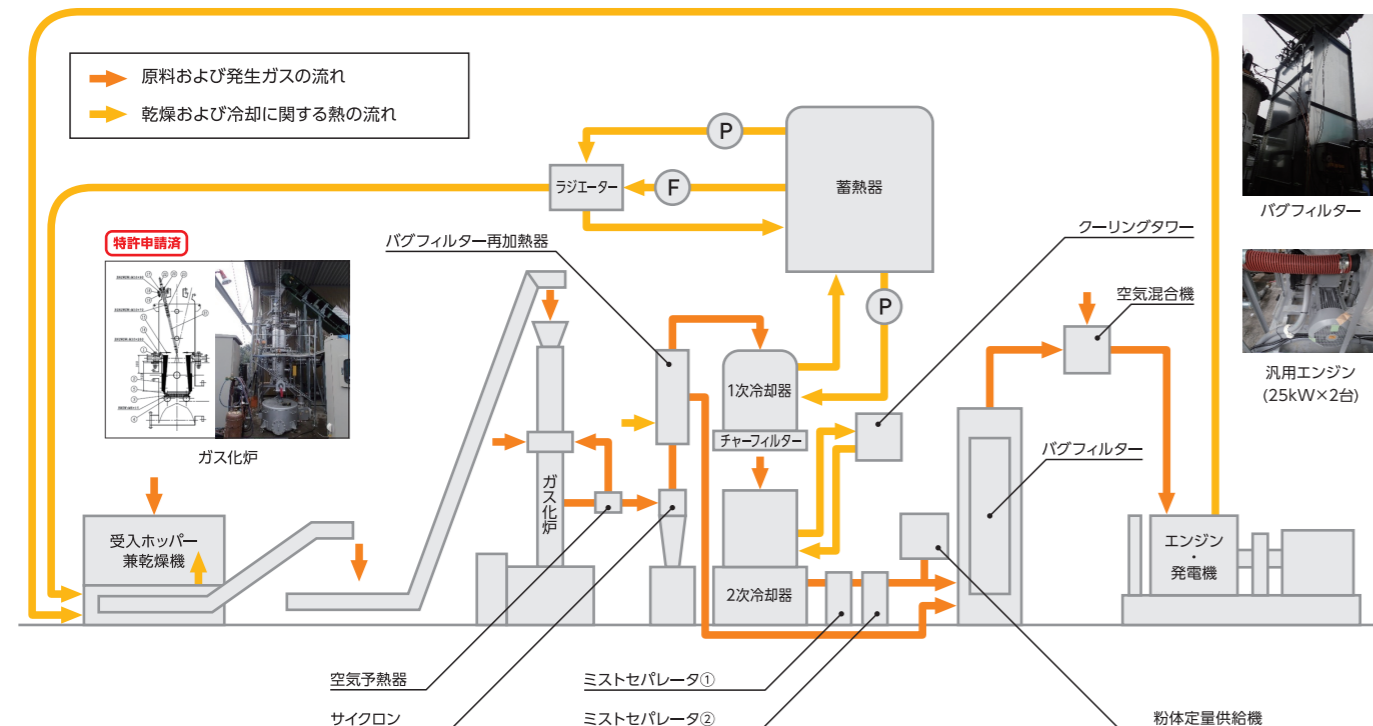 原料および発生ガスの流れ
乾燥および冷却に関する熱の流れ
P
ラジエーター
F
蓄熱器
バグフィルター
特許申請済
バグフィルター再加熱器
クーリングタワー
P
空気混合機
1次冷却器
汎用エンジン
(25kW×2台)
チャーフィルター
ガス化炉
バグフィルター
ガス化炉
受入ホッパー
兼乾燥機
エンジン
・
発電機
2次冷却器
空気予熱器
ミストセパレータ①
サイクロン
ミストセパレータ②
粉体定量供給機